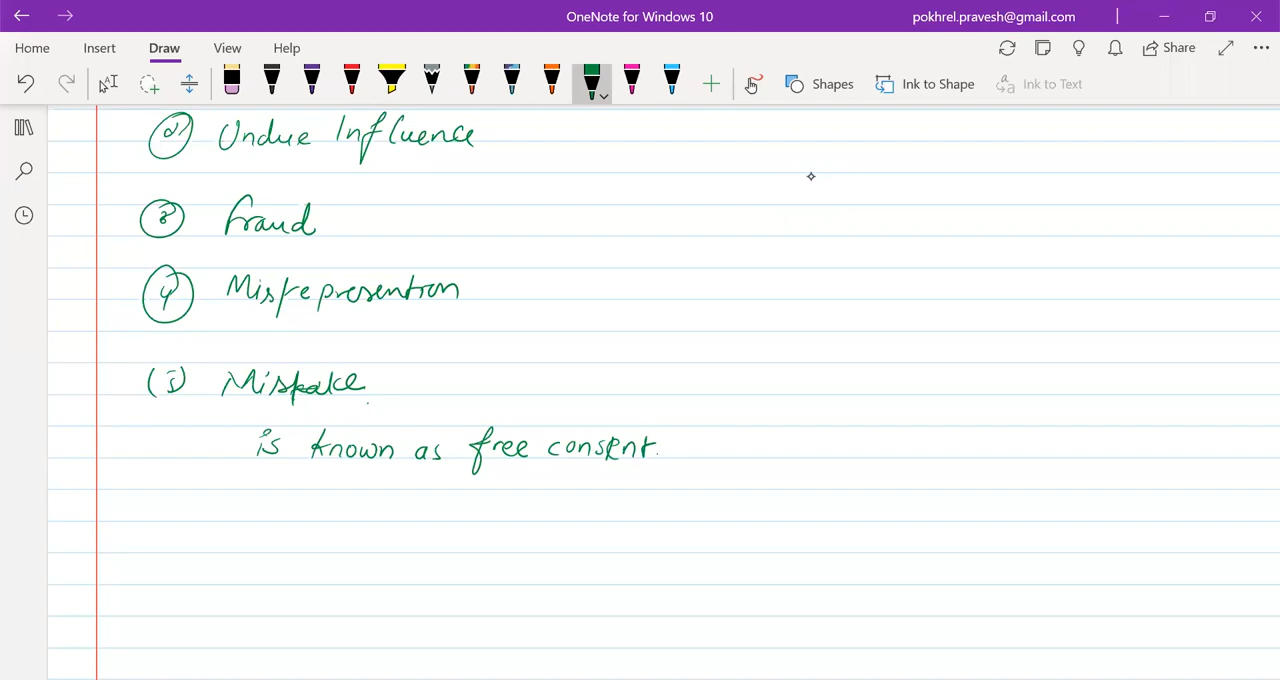 OneNote for Windows 10
pokhrel.pravesh@gmail.com
Home Insert Draw View Help
Share
Shapes
Ink to Shape
Ink to Text
(2) Undue Influence
(3) Fraud
(4) Misrepresention
(5) Mistake
is known as free consent.